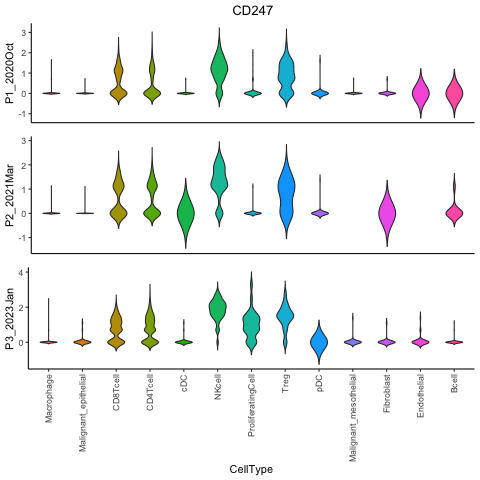 CD247
P1_2020Oct
3
2
1
0
-1
P2_2021Mar
3
2
1
0
-1
P3_2023Jan
4
2
0
Macrophage
Malignant_epithelial
CD8Tcell
CD4Tcell
cDC
NKcell
ProliferatingCell
Treg
pDC
Malignant_mesothelial
Fibroblast
Endothelial
Bcell
CellType